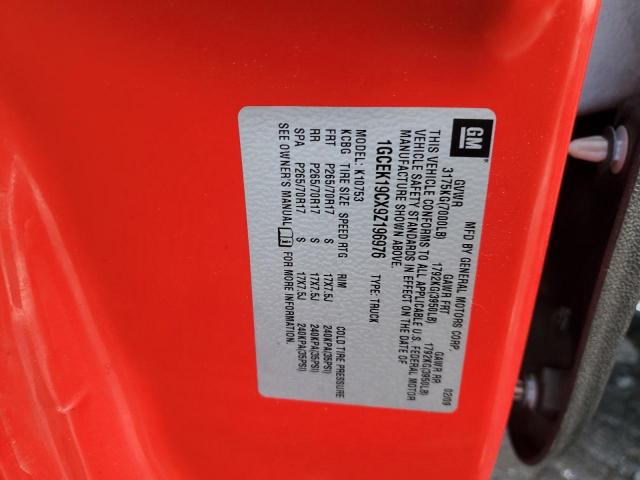 GM
MFD BY GENERAL MOTORS CORP 02/09
GVWR GAWR FRT GAWR RR
3175KG(7000LB) 1792KG(3950LB) 1792KG(3950LB)
THIS VEHICLE CONFORMS TO ALL APPLICABLE U.S. FEDERAL MOTOR
VEHICLE SAFETY STANDARDS IN EFFECT ON THE DATE OF
MANUFACTURE SHOWN ABOVE.
1GCEK19CX9Z196976 TYPE: TRUCK
MODEL: K10753
KCBG TIRE SIZE SPEED RTG RIM COLD TIRE PRESSURE
FRT P265/70R17 S 17X7.5J 240KPA(35PSI)
RR P265/70R17 S 17X7.5J 240KPA(35PSI)
SPA P265/70R17 S 17X7.5J 240KPA(35PSI)
SEE OWNER'S MANUAL FOR MORE INFORMATION.